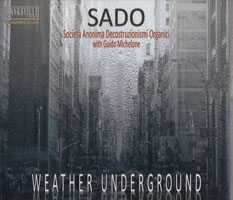 SADO
Società Anonima Decostruzionismi Organici
with Guido Michelone
WEATHER UNDERGROUND